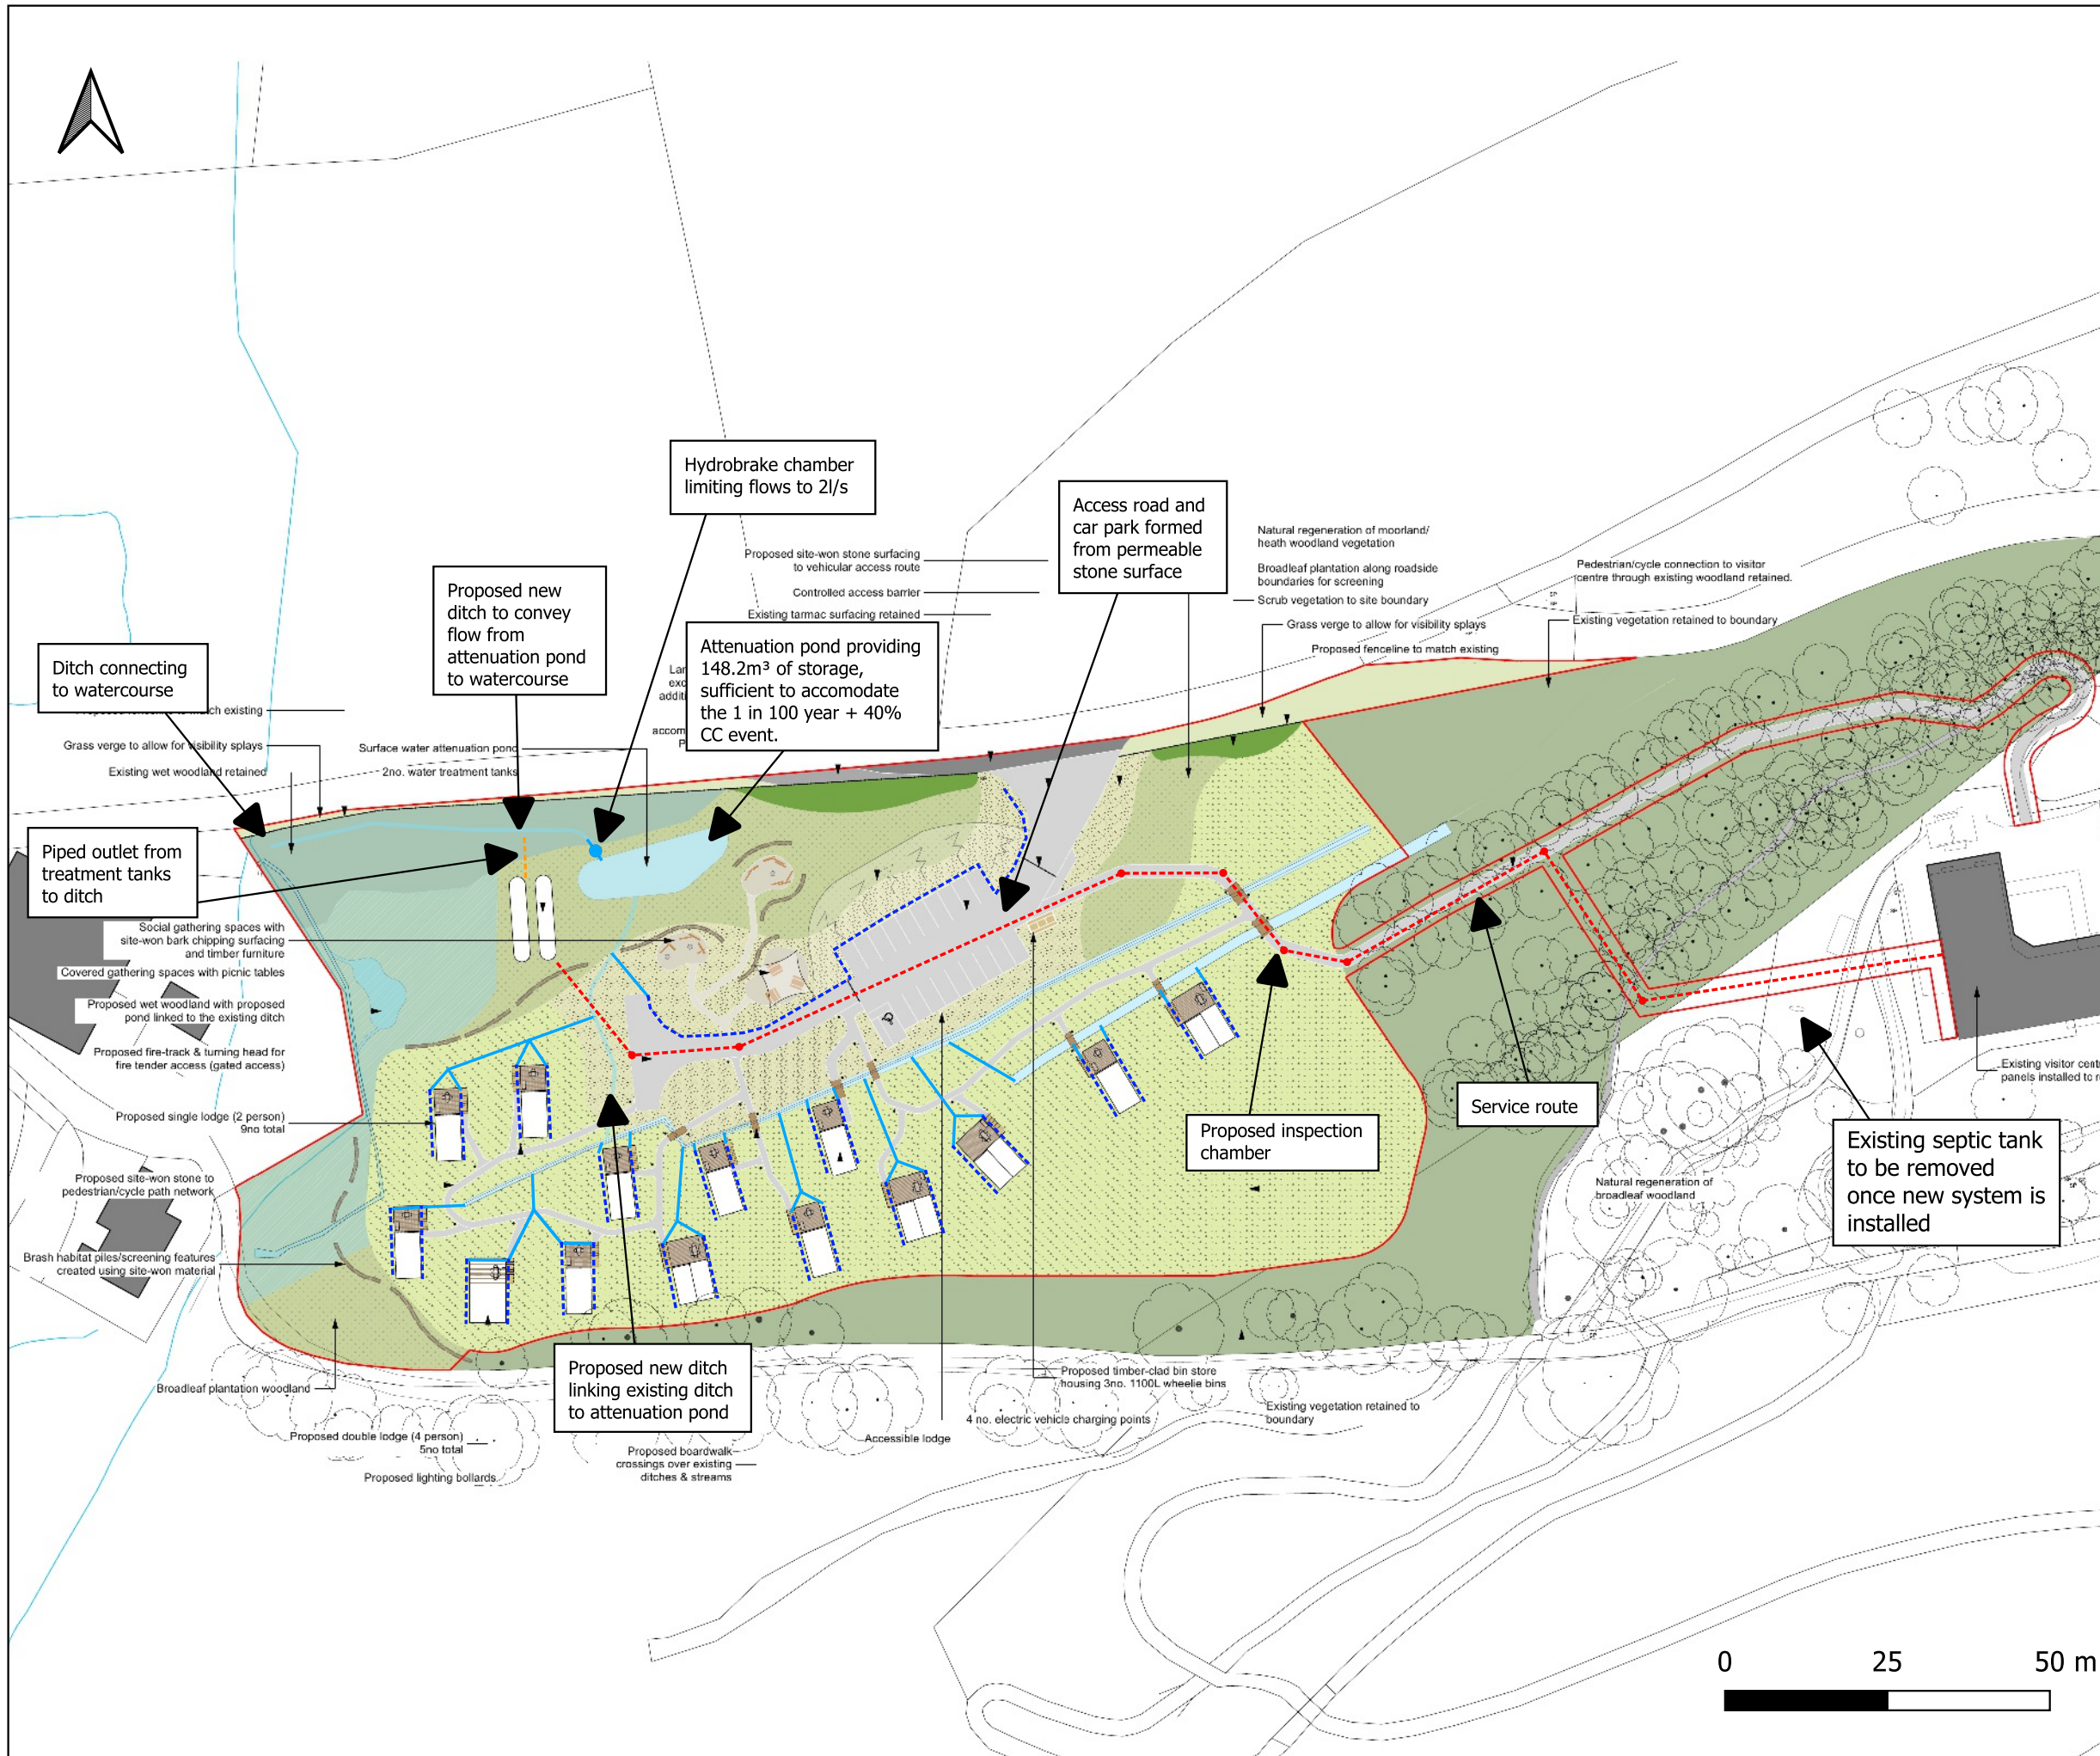 Hydrobrake chamber
limiting flows to 2l/s
Access road and
car park formed
from permeable
stone surface
Natural regeneration of moorland/
heath woodland vegetation
Broadleaf plantation along roadside
boundaries for screening
Scrub vegetation to site boundary
Grass verge to allow for visibility splays
Proposed fenceline to match existing
Pedestrian/cycle connection to visitor
centre through existing woodland retained.
Existing vegetation retained to boundary
Proposed site-won stone surfacing
to vehicular access route
Controlled access barrier
Existing tarmac surfacing retained
Proposed new
ditch to convey
flow from
attenuation pond
to watercourse
Attenuation pond providing
148.2m³ of storage,
sufficient to accomodate
the 1 in 100 year + 40%
CC event.
Ditch connecting
to watercourse
match existing
Grass verge to allow for visibility splays
Existing wet woodland retained
Surface water attenuation pond
2no. water treatment tanks
Piped outlet from
treatment tanks
to ditch
Social gathering spaces with
site-won bark chipping surfacing
and timber furniture
Covered gathering spaces with picnic tables
Proposed wet woodland with proposed
pond linked to the existing ditch
Proposed fire-track & turning head for
fire tender access (gated access)
Proposed single lodge (2 person)
9no total
Proposed site-won stone to
pedestrian/cycle path network
Brash habitat piles/screening features
created using site-won material
Broadleaf plantation woodland
Proposed double lodge (4 person)
5no total
Proposed lighting bollards
Proposed new ditch
linking existing ditch
to attenuation pond
Proposed boardwalk
crossings over existing
ditches & streams
Accessible lodge
4 no. electric vehicle charging points
Proposed timber-clad bin store
housing 3no. 1100L wheelie bins
Existing vegetation retained to
boundary
Proposed inspection
chamber
Service route
Natural regeneration of
broadleaf woodland
Existing septic tank
to be removed
once new system is
installed
Existing visitor
panels installed to
0 25 50 m